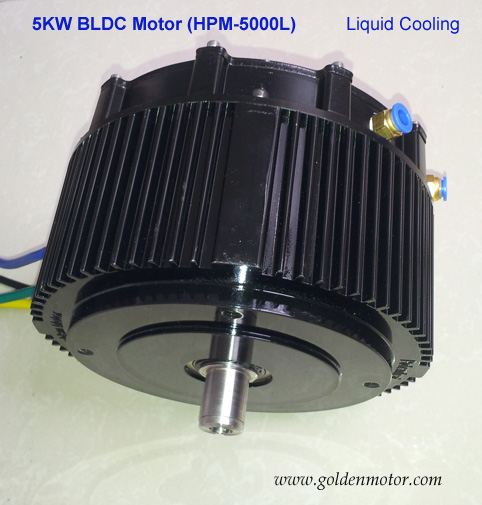 5KW BLDC Motor (HPM-5000L) Liquid Cooling
www.goldenmotor.com